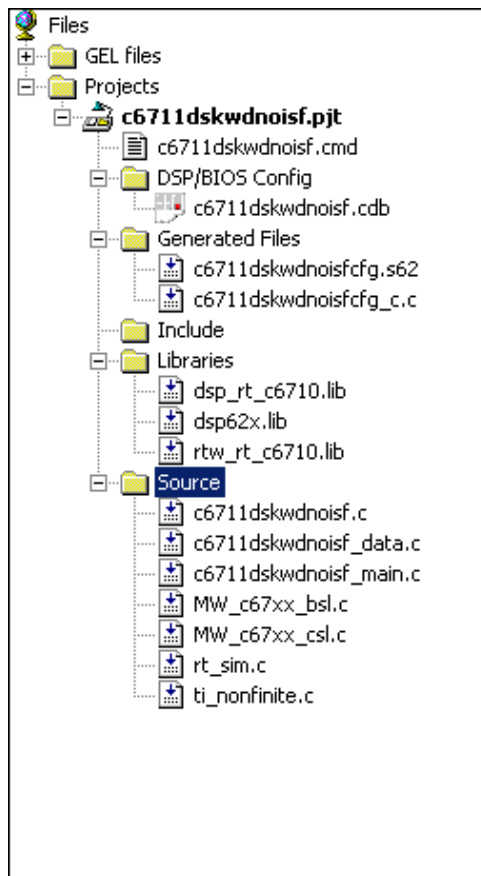 Files
GEL files
Projects
c6711dskwdnoisf.pjt
c6711dskwdnoisf.cmd
DSP/BIOS Config
c6711dskwdnoisf.cdb
Generated Files
c6711dskwdnoisfcfg.s62
c6711dskwdnoisfcfg_c.c
Include
Libraries
dsp_rt_c6710.lib
dsp62x.lib
rtw_rt_c6710.lib
Source
c6711dskwdnoisf.c
c6711dskwdnoisf_data.c
c6711dskwdnoisf_main.c
MW_c67xx_bsl.c
MW_c67xx_csl.c
rt_sim.c
ti_nonfinite.c